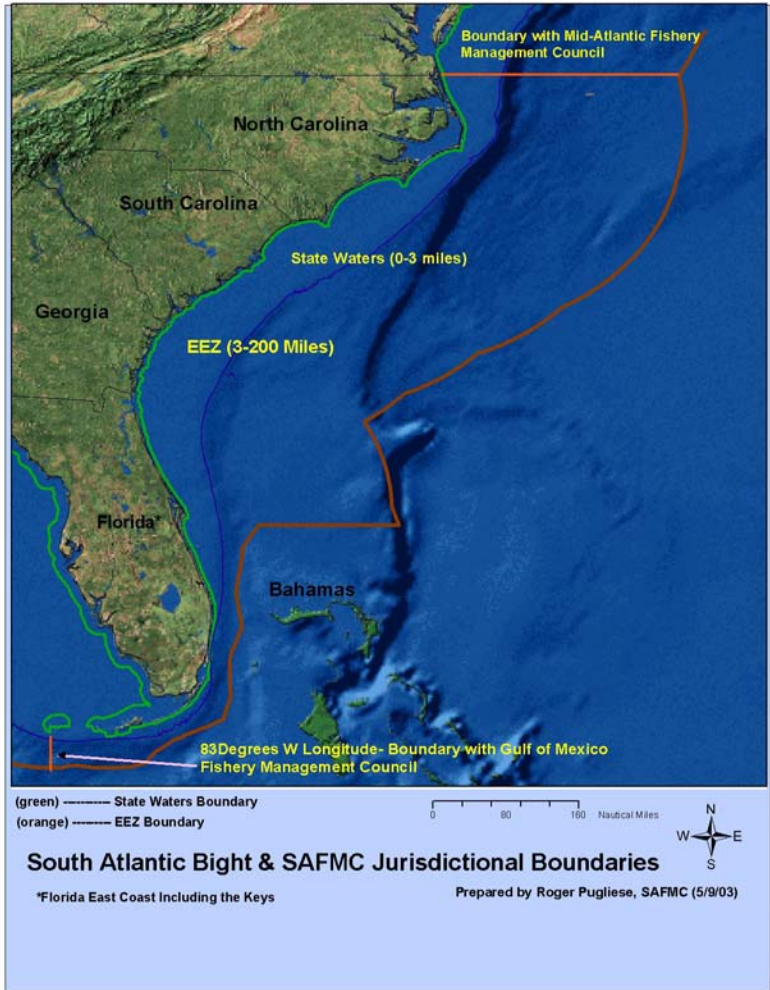 Boundary with Mid-Atlantic Fishery
Management Council
North Carolina
South Carolina
State Waters (0-3 miles)
Georgia
EEZ (3-200 Miles)
Florida*
Bahamas
83Degrees W Longitude- Boundary with Gulf of Mexico
Fishery Management Council
(green) ---------- State Waters Boundary
(orange) -------- EEZ Boundary
0 80 160 Nautical Miles
N
W E
S
South Atlantic Bight & SAFMC Jurisdictional Boundaries
*Florida East Coast Including the Keys
Prepared by Roger Pugliese, SAFMC (5/9/03)